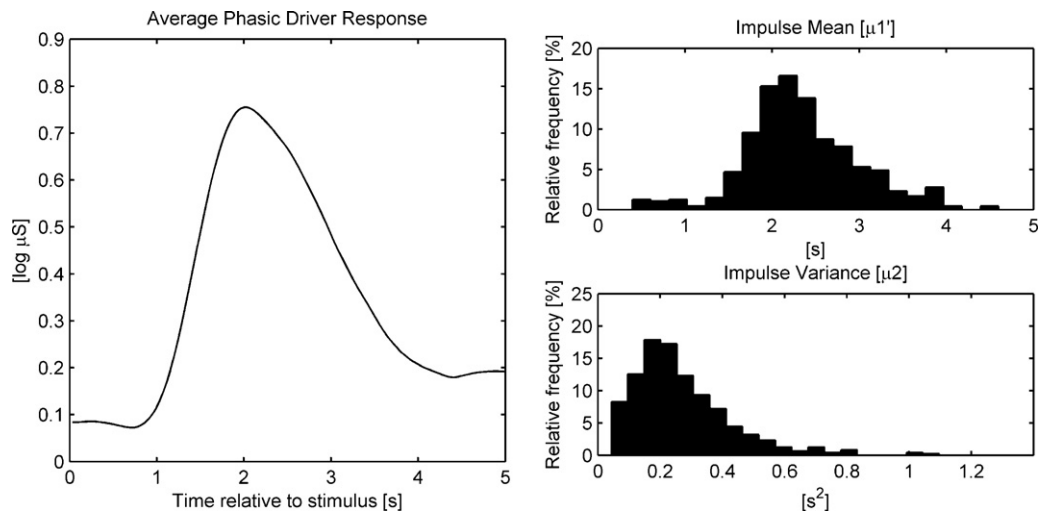 Average Phasic Driver Response
0.9
0.8
0.7
0.6
0.5
0.4
0.3
0.2
0.1
0
[log µS]
0 1 2 3 4 5
Time relative to stimulus [s]
Impulse Mean [µ1']
20
15
10
5
0
Relative frequency [%]
0 1 2 3 4 5
[s]
Impulse Variance [µ2]
25
20
15
10
5
0
Relative frequency [%]
0 0.2 0.4 0.6 0.8 1 1.2
[s²]